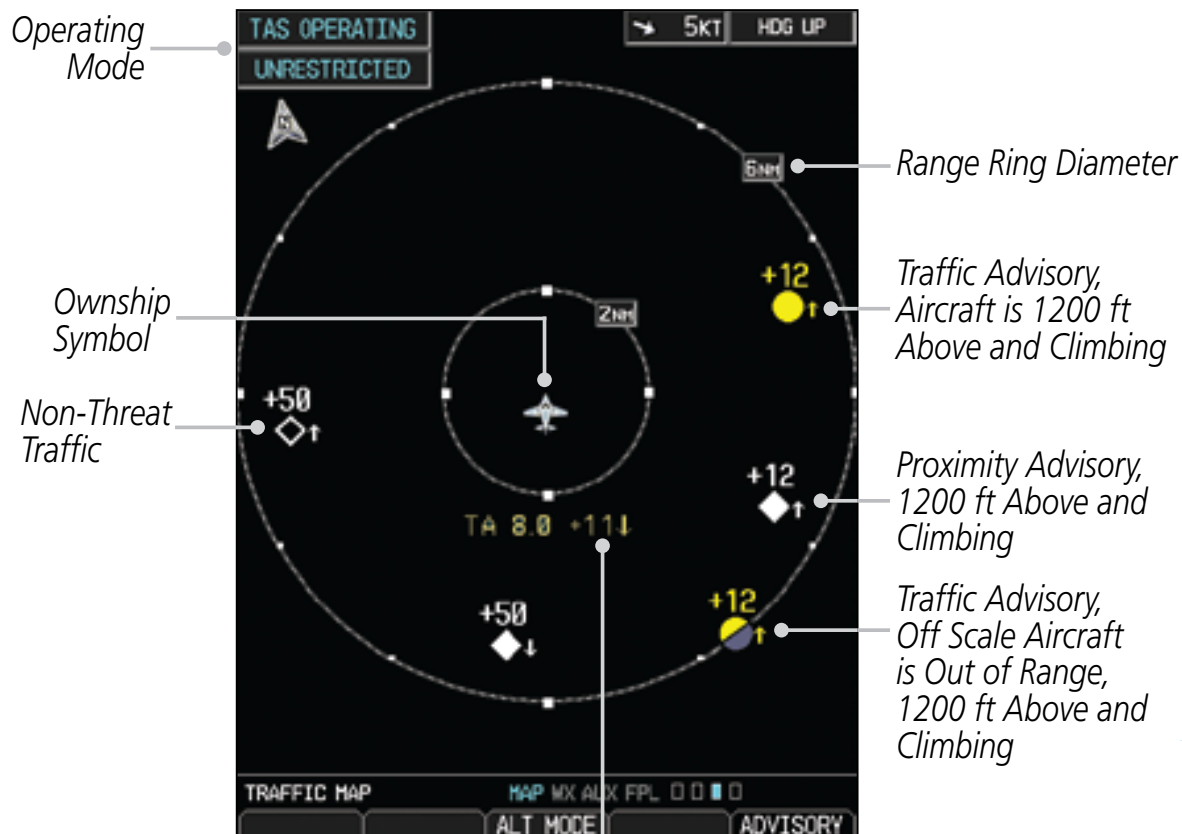 Operating
Mode
TAS OPERATING
UNRESTRICTED
5KT
HDG UP
N
6NM
Range Ring Diameter
+12
Traffic Advisory,
Aircraft is 1200 ft
Above and Climbing
Ownship
Symbol
2NM
+50
Non-Threat
Traffic
+12
Proximity Advisory,
1200 ft Above and
Climbing
TA 8.0 +11↓
+50
+12
Traffic Advisory,
Off Scale Aircraft
is Out of Range,
1200 ft Above and
Climbing
TRAFFIC MAP
MAP WX AUX FPL
ALT MODE
ADVISORY